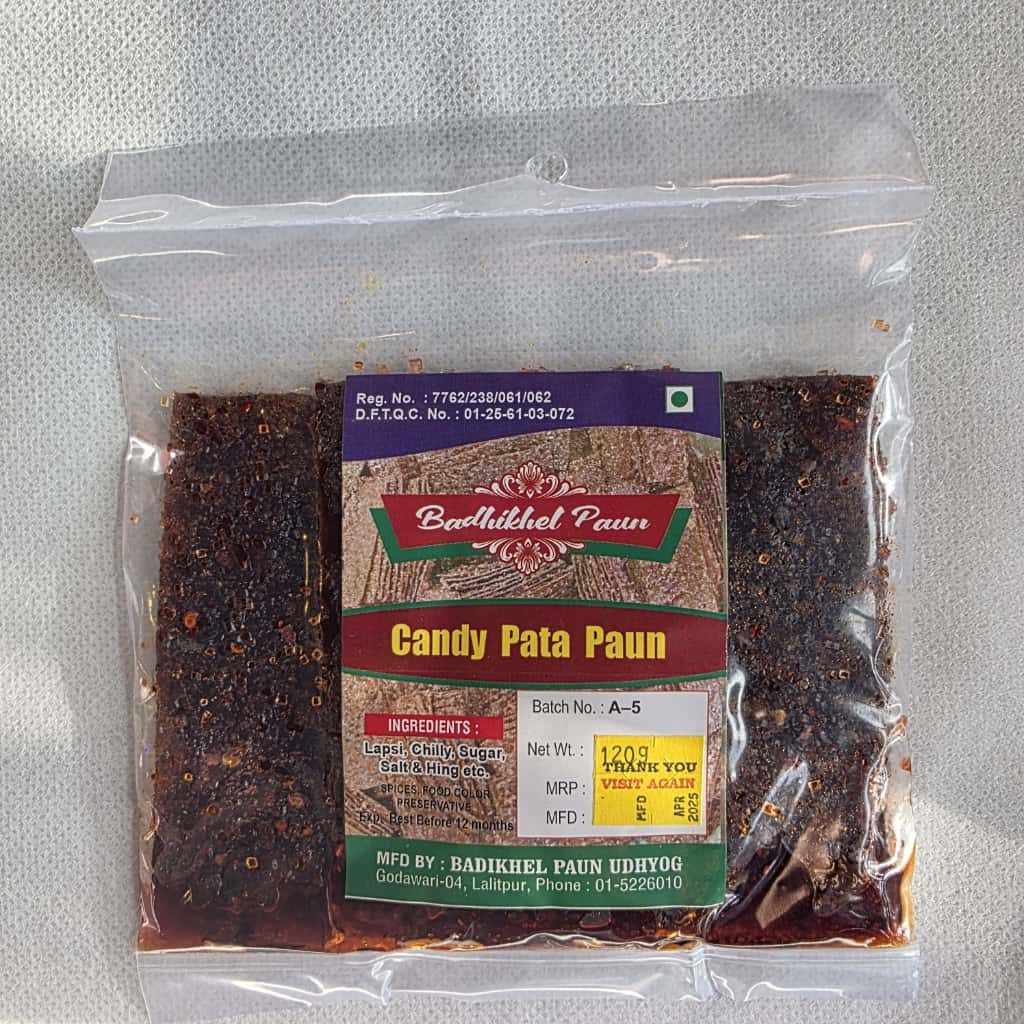 Reg. No. : 7762/238/061/062
D.F.T.Q.C. No. : 01-25-61-03-072
Badhikhel Paun
Candy Pata Paun
INGREDIENTS :
Lapsi, Chilly, Sugar,
Salt & Hing etc.
SPICES, FOOD COLOR
PRESERVATIVE
Exp. Best Before 12 months
Batch No. : A–5
Net Wt. : 120g
THANK YOU
MRP : VISIT AGAIN
MFD : MFD APR 2025
MFD BY : BADIKHEL PAUN UDHYOG
Godawari-04, Lalitpur, Phone : 01-5226010